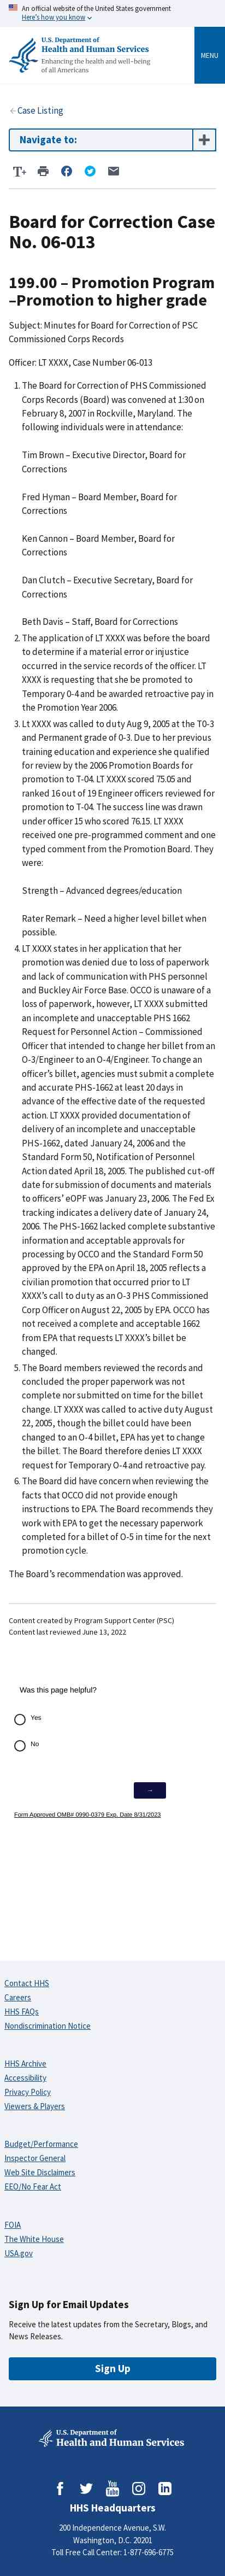 An official website of the United States government
Here's how you know
U.S. Department of
Health and Human Services
Enhancing the health and well-being
of all Americans
MENU
Case Listing
Navigate to:
T+
Board for Correction Case
No. 06-013
199.00 – Promotion Program
–Promotion to higher grade
Subject: Minutes for Board for Correction of PSC
Commissioned Corps Records
Officer: LT XXXX, Case Number 06-013
1. The Board for Correction of PHS Commissioned
Corps Records (Board) was convened at 1:30 on
February 8, 2007 in Rockville, Maryland. The
following individuals were in attendance:
Tim Brown – Executive Director, Board for
Corrections
Fred Hyman – Board Member, Board for
Corrections
Ken Cannon – Board Member, Board for
Corrections
Dan Clutch – Executive Secretary, Board for
Corrections
Beth Davis – Staff, Board for Corrections
2. The application of LT XXXX was before the board
to determine if a material error or injustice
occurred in the service records of the officer. LT
XXXX is requesting that she be promoted to
Temporary 0-4 and be awarded retroactive pay in
the Promotion Year 2006.
3. Lt XXXX was called to duty Aug 9, 2005 at the T0-3
and Permanent grade of 0-3. Due to her previous
training education and experience she qualified
for review by the 2006 Promotion Boards for
promotion to T-04. LT XXXX scored 75.05 and
ranked 16 out of 19 Engineer officers reviewed for
promotion to T-04. The success line was drawn
under officer 15 who scored 76.15. LT XXXX
received one pre-programmed comment and one
typed comment from the Promotion Board. They
were:
Strength – Advanced degrees/education
Rater Remark – Need a higher level billet when
possible.
4. LT XXXX states in her application that her
promotion was denied due to loss of paperwork
and lack of communication with PHS personnel
and Buckley Air Force Base. OCCO is unaware of a
loss of paperwork, however, LT XXXX submitted
an incomplete and unacceptable PHS 1662
Request for Personnel Action – Commissioned
Officer that intended to change her billet from an
O-3/Engineer to an O-4/Engineer. To change an
officer's billet, agencies must submit a complete
and accurate PHS-1662 at least 20 days in
advance of the effective date of the requested
action. LT XXXX provided documentation of
delivery of an incomplete and unacceptable
PHS-1662, dated January 24, 2006 and the
Standard Form 50, Notification of Personnel
Action dated April 18, 2005. The published cut-off
date for submission of documents and materials
to officers' eOPF was January 23, 2006. The Fed Ex
tracking indicates a delivery date of January 24,
2006. The PHS-1662 lacked complete substantive
information and acceptable approvals for
processing by OCCO and the Standard Form 50
approved by the EPA on April 18, 2005 reflects a
civilian promotion that occurred prior to LT
XXXX's call to duty as an O-3 PHS Commissioned
Corp Officer on August 22, 2005 by EPA. OCCO has
not received a complete and acceptable 1662
from EPA that requests LT XXXX's billet be
changed.
5. The Board members reviewed the records and
concluded the proper paperwork was not
complete nor submitted on time for the billet
change. LT XXXX was called to active duty August
22, 2005, though the billet could have been
changed to an O-4 billet, EPA has yet to change
the billet. The Board therefore denies LT XXXX
request for Temporary O-4 retroactive pay.
6. The Board did have concern when reviewing the
facts that OCCO did not provide enough
instructions to EPA. The Board recommends they
work with EPA to get the necessary paperwork
completed for a billet of O-5 in time for the next
promotion cycle.
The Board's recommendation was approved.
Content created by Program Support Center (PSC)
Content last reviewed June 13, 2022
Was this page helpful?
Yes
No
→
Form Approved OMB# 0990-0379 Exp. Date 8/31/2023
Contact HHS
Careers
HHS FAQs
Nondiscrimination Notice
HHS Archive
Accessibility
Privacy Policy
Viewers & Players
Budget/Performance
Inspector General
Web Site Disclaimers
EEO/No Fear Act
FOIA
The White House
USA.gov
Sign Up for Email Updates
Receive the latest updates from the Secretary, Blogs, and
News Releases.
Sign Up
U.S. Department of
Health and Human Services
HHS Headquarters
200 Independence Avenue, S.W.
Washington, D.C. 20201
Toll Free Call Center: 1-877-696-6775